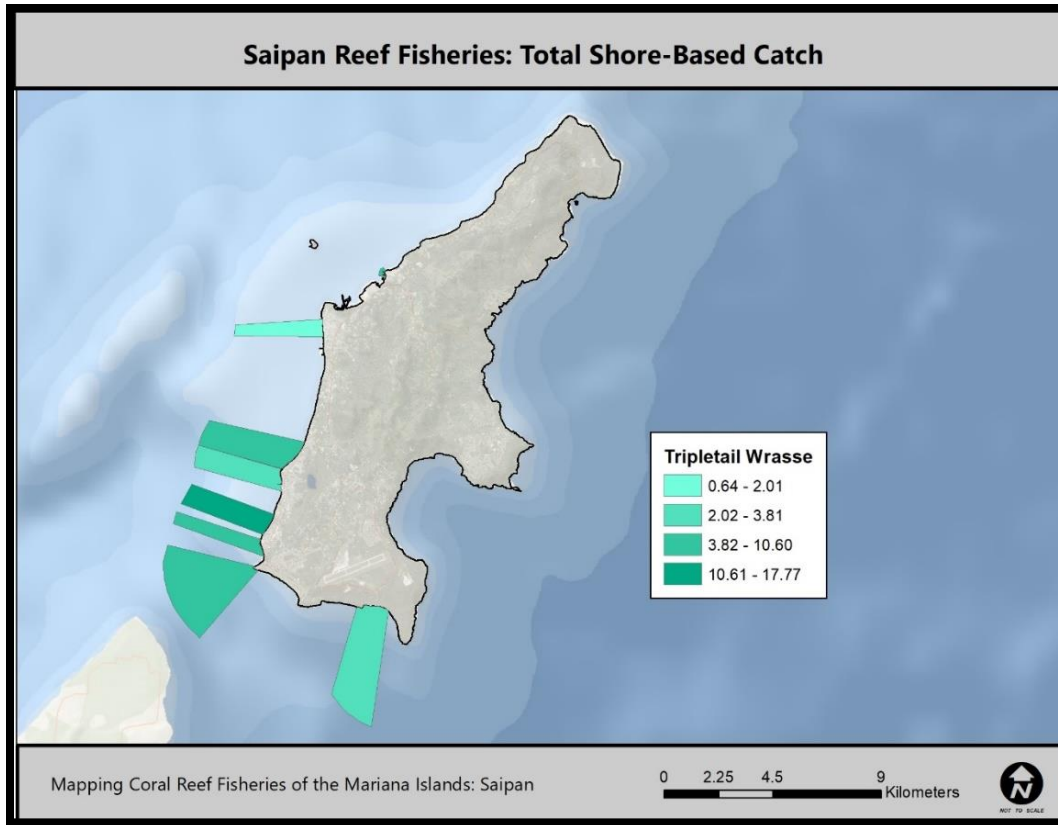 Saipan Reef Fisheries: Total Shore-Based Catch
Tripletail Wrasse
0.64 - 2.01
2.02 - 3.81
3.82 - 10.60
10.61 - 17.77
Mapping Coral Reef Fisheries of the Mariana Islands: Saipan
0 2.25 4.5 9
Kilometers
N
NOT TO SCALE